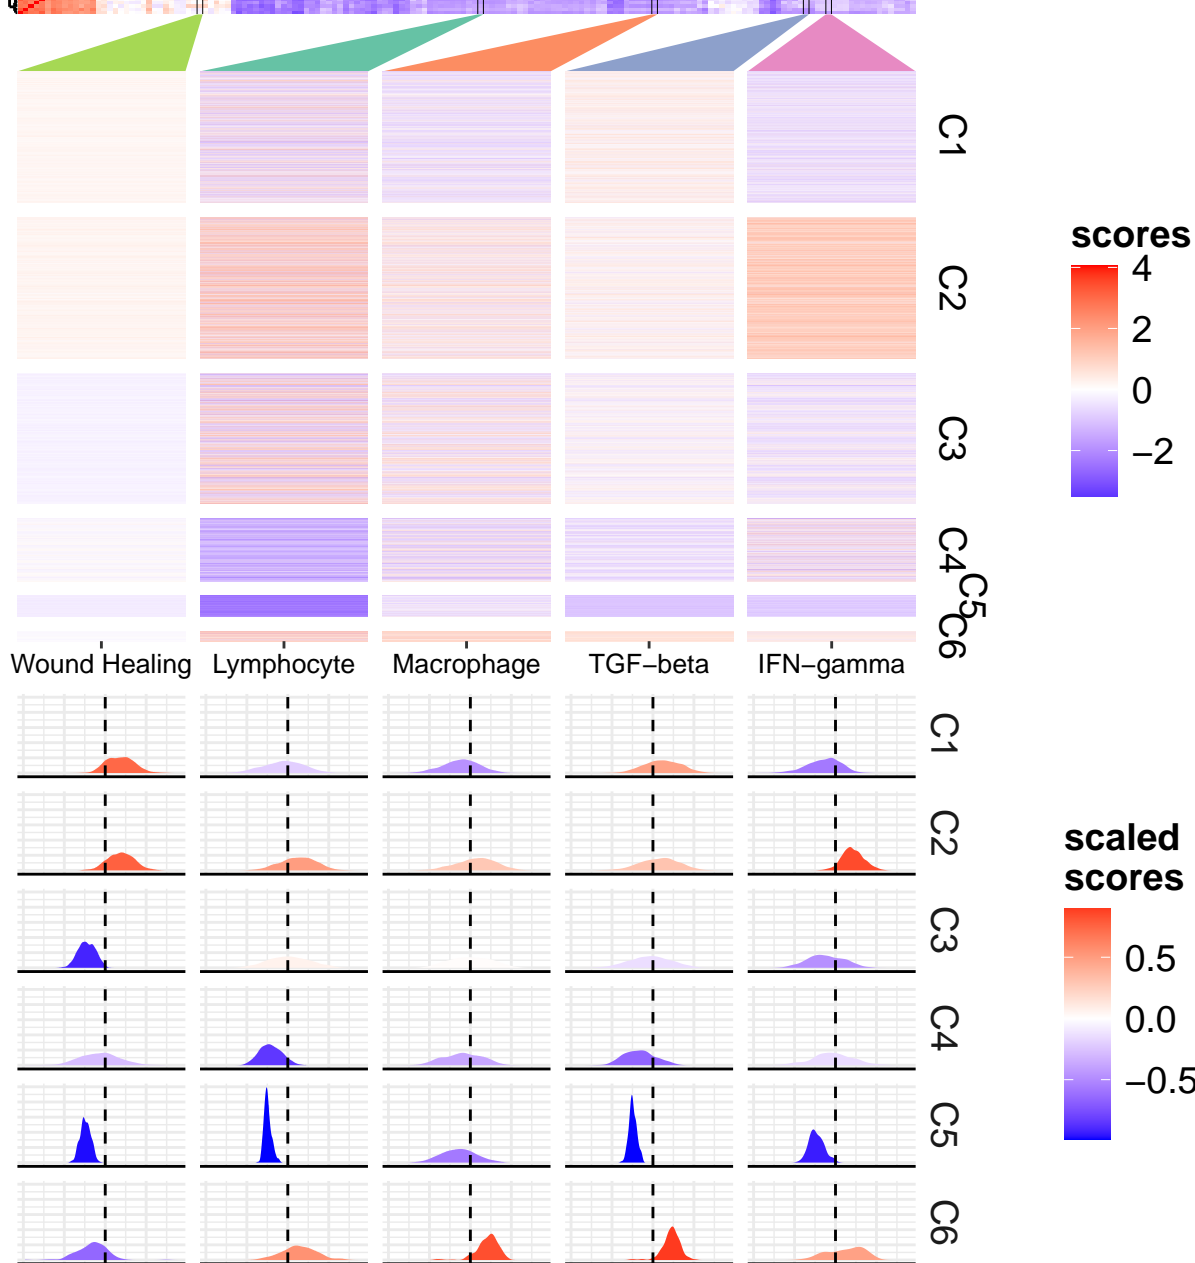 C1
C2
C3
C4
C5
C6
scores
4
2
0
−2
Wound Healing
Lymphocyte
Macrophage
TGF−beta
IFN−gamma
C1
C2
C3
C4
C5
C6
scaled
scores
0.5
0.0
−0.5